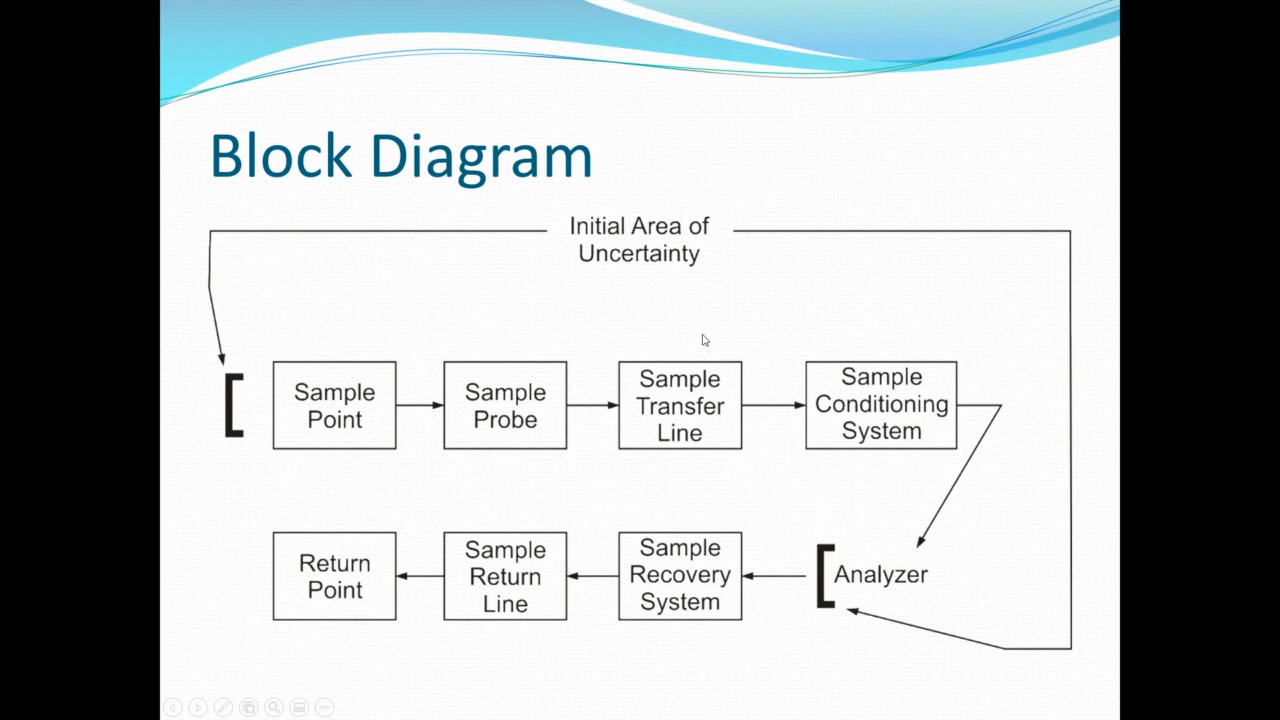 Block Diagram
Initial Area of
Uncertainty
Sample
Point
Sample
Probe
Sample
Transfer
Line
Sample
Conditioning
System
Return
Point
Sample
Return
Line
Sample
Recovery
System
Analyzer